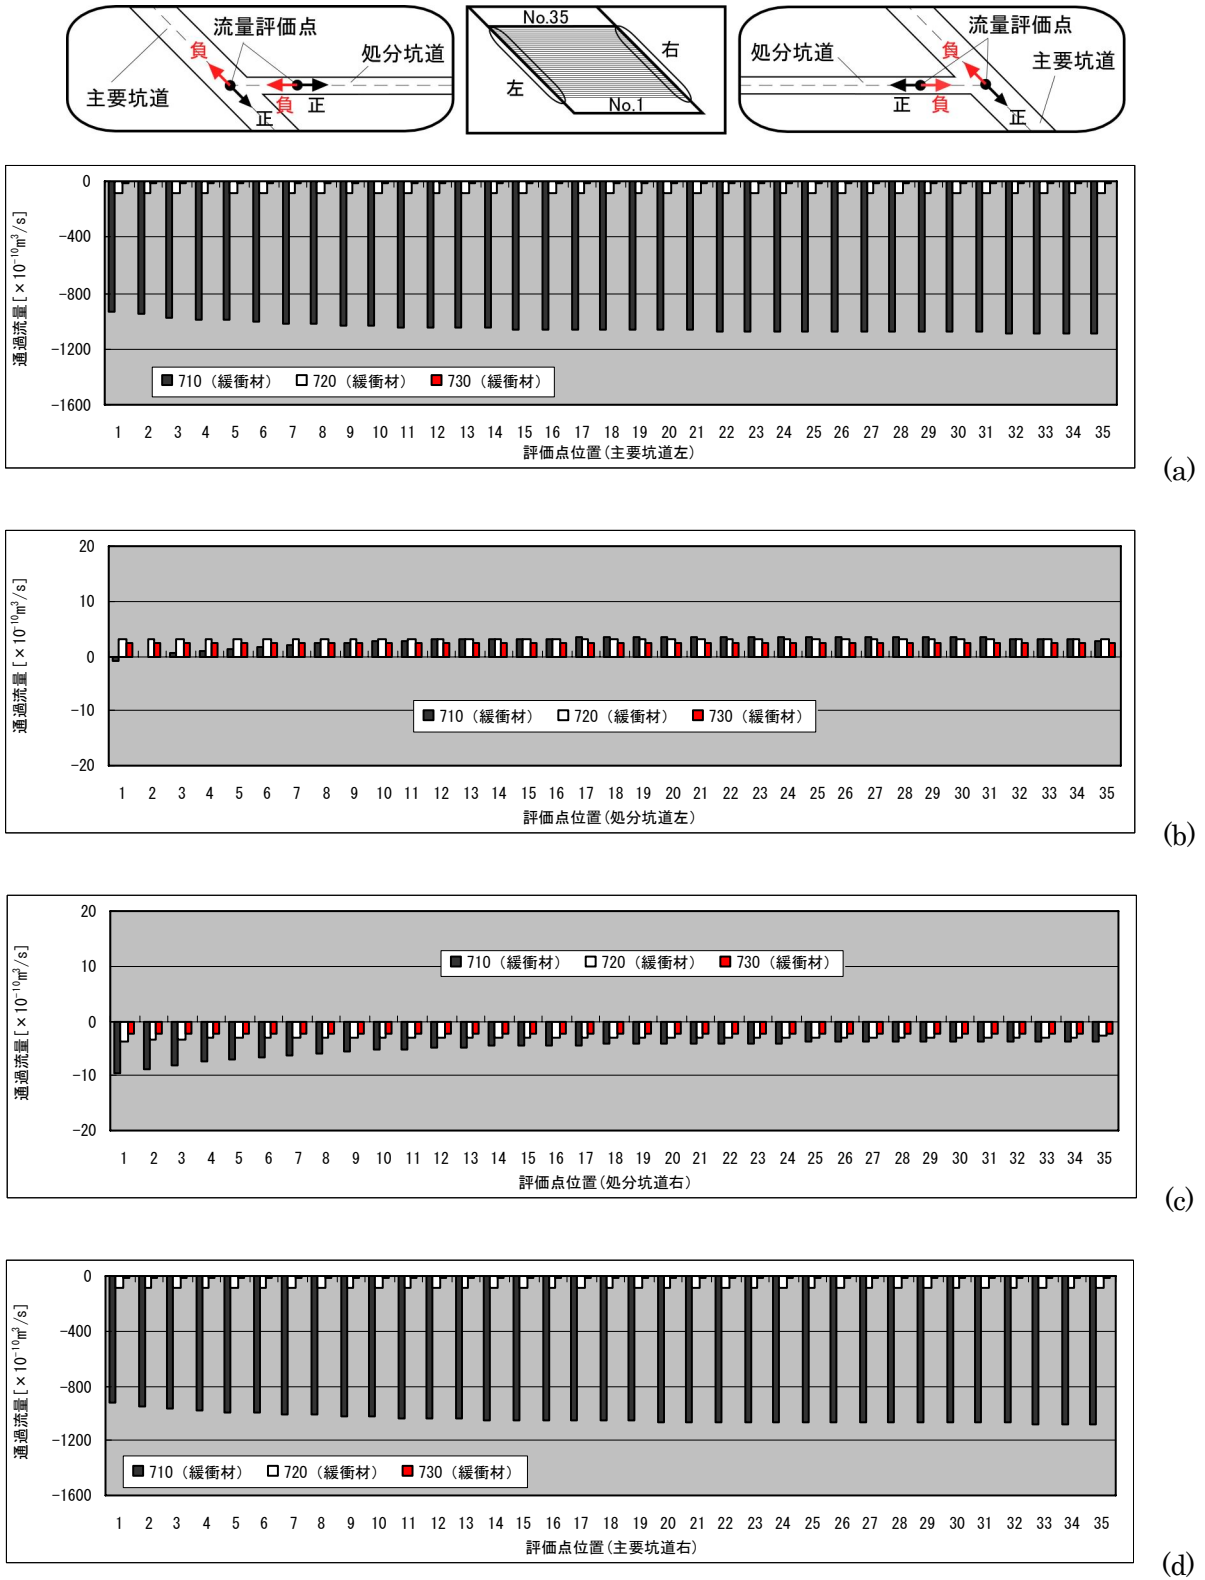 流量評価点
処分坑道
主要坑道
負
正
負
正
No.35
右
左
No.1
流量評価点
処分坑道
主要坑道
負
正
負
正
通過流量[×10⁻¹⁰m³/s]
0
−400
−800
−1200
−1600
710（緩衝材） 720（緩衝材） 730（緩衝材）
1 2 3 4 5 6 7 8 9 10 11 12 13 14 15 16 17 18 19 20 21 22 23 24 25 26 27 28 29 30 31 32 33 34 35
評価点位置(主要坑道左)
(a)
通過流量[×10⁻¹⁰m³/s]
20
10
0
−10
−20
710（緩衝材） 720（緩衝材） 730（緩衝材）
1 2 3 4 5 6 7 8 9 10 11 12 13 14 15 16 17 18 19 20 21 22 23 24 25 26 27 28 29 30 31 32 33 34 35
評価点位置(処分坑道左)
(b)
通過流量[×10⁻¹⁰m³/s]
20
10
0
−10
−20
710（緩衝材） 720（緩衝材） 730（緩衝材）
1 2 3 4 5 6 7 8 9 10 11 12 13 14 15 16 17 18 19 20 21 22 23 24 25 26 27 28 29 30 31 32 33 34 35
評価点位置(処分坑道右)
(c)
通過流量[×10⁻¹⁰m³/s]
0
−400
−800
−1200
−1600
710（緩衝材） 720（緩衝材） 730（緩衝材）
1 2 3 4 5 6 7 8 9 10 11 12 13 14 15 16 17 18 19 20 21 22 23 24 25 26 27 28 29 30 31 32 33 34 35
評価点位置(主要坑道右)
(d)